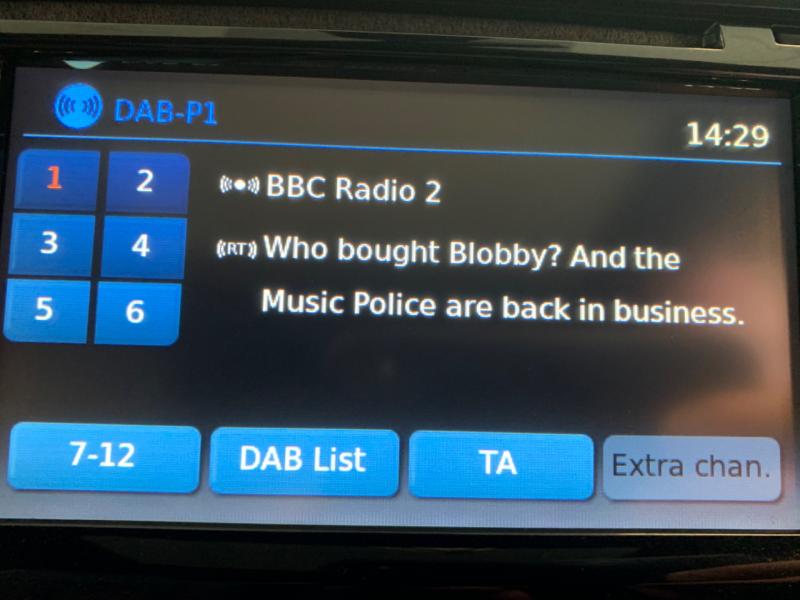 DAB-P1
14:29
1 2
BBC Radio 2
3 4
RT Who bought Blobby? And the
Music Police are back in business.
5 6
7-12 DAB List TA Extra chan.